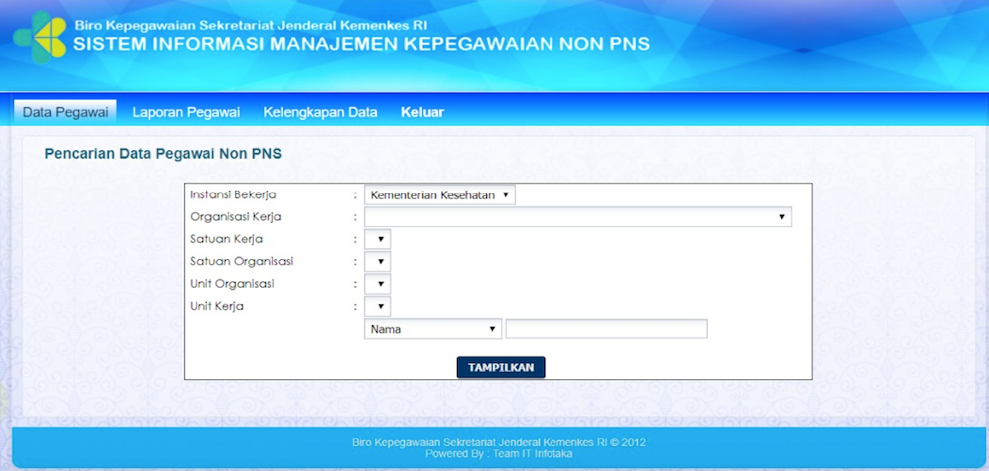 Biro Kepegawaian Sekretariat Jenderal Kemenkes RI
SISTEM INFORMASI MANAJEMEN KEPEGAWAIAN NON PNS
Data Pegawai Laporan Pegawai Kelengkapan Data Keluar
Pencarian Data Pegawai Non PNS
Instansi Bekerja : Kementerian Kesehatan
Organisasi Kerja :
Satuan Kerja :
Satuan Organisasi :
Unit Organisasi :
Unit Kerja :
Nama
TAMPILKAN
Biro Kepegawaian Sekretariat Jenderal Kemenkes RI © 2012
Powered By : Team IT Infotaka